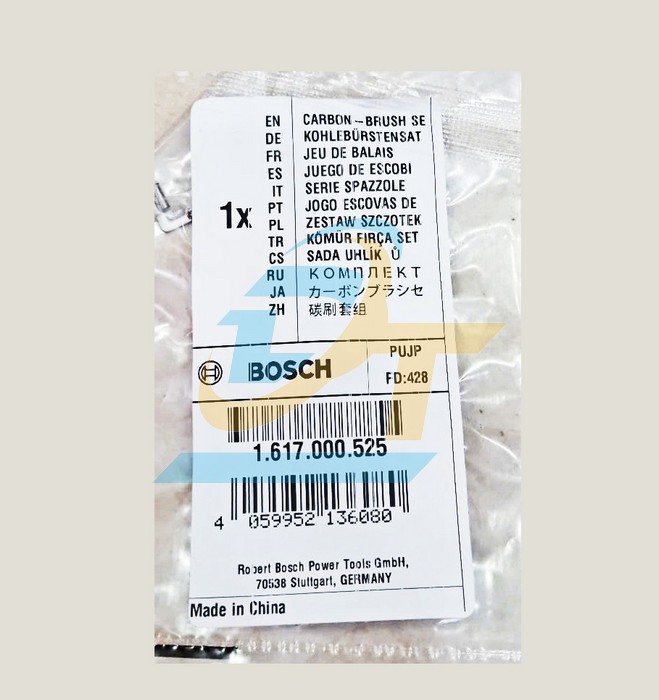 1x
EN CARBON-BRUSH SE
DE KOHLEBÜRSTENSAT
FR JEU DE BALAIS
ES JUEGO DE ESCOBI
IT SERIE SPAZZOLE
PT JOGO ESCOVAS DE
PL ZESTAW SZCZOTEK
TR KÖMÜR FIRÇA SET
CS SADA UHLÍK Ů
RU КОМПЛЕКТ
JA カーボンブラシセ
ZH 碳刷套组
BOSCH
PUJP
FD:428
1.617.000.525
4 059952 136080
Robert Bosch Power Tools GmbH,
70538 Stuttgart, GERMANY
Made in China